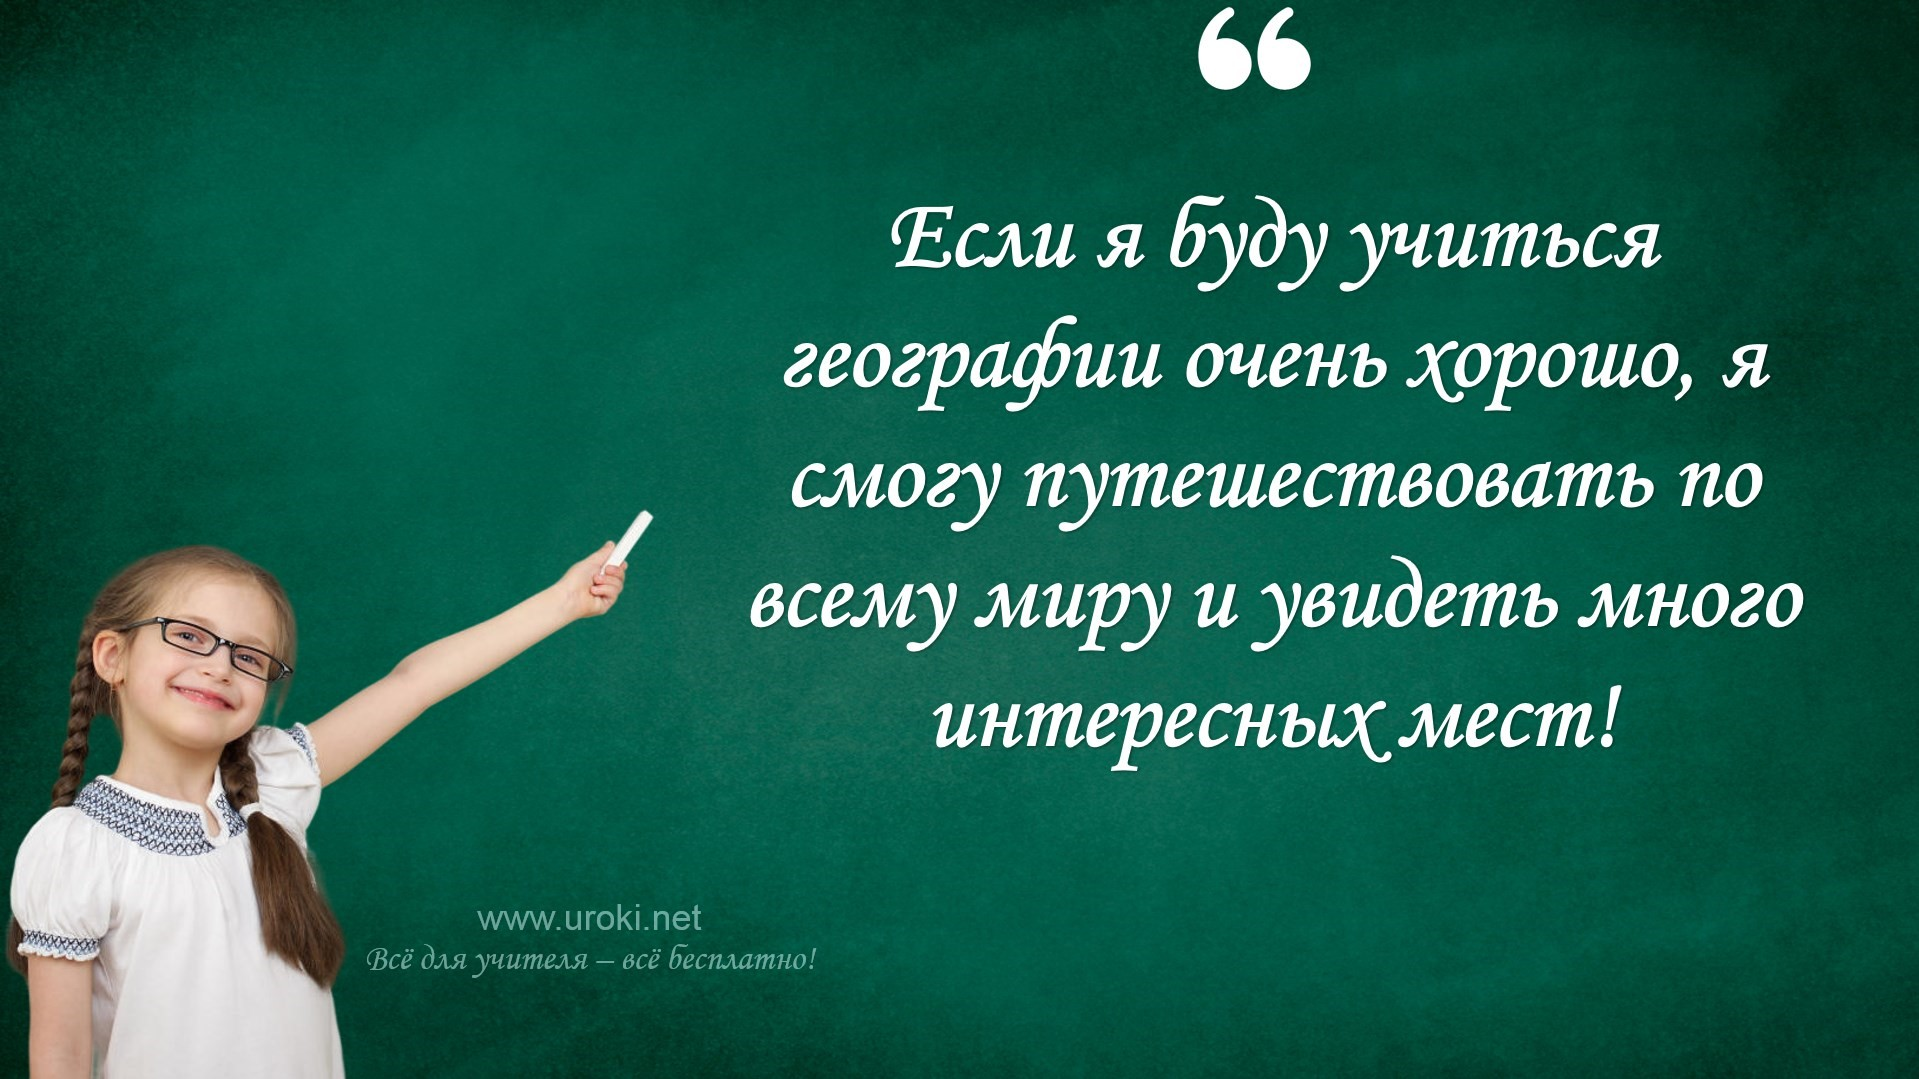 Если я буду учиться
географии очень хорошо, я
смогу путешествовать по
всему миру и увидеть много
интересных мест!
www.uroki.net
Всё для учителя – всё бесплатно!